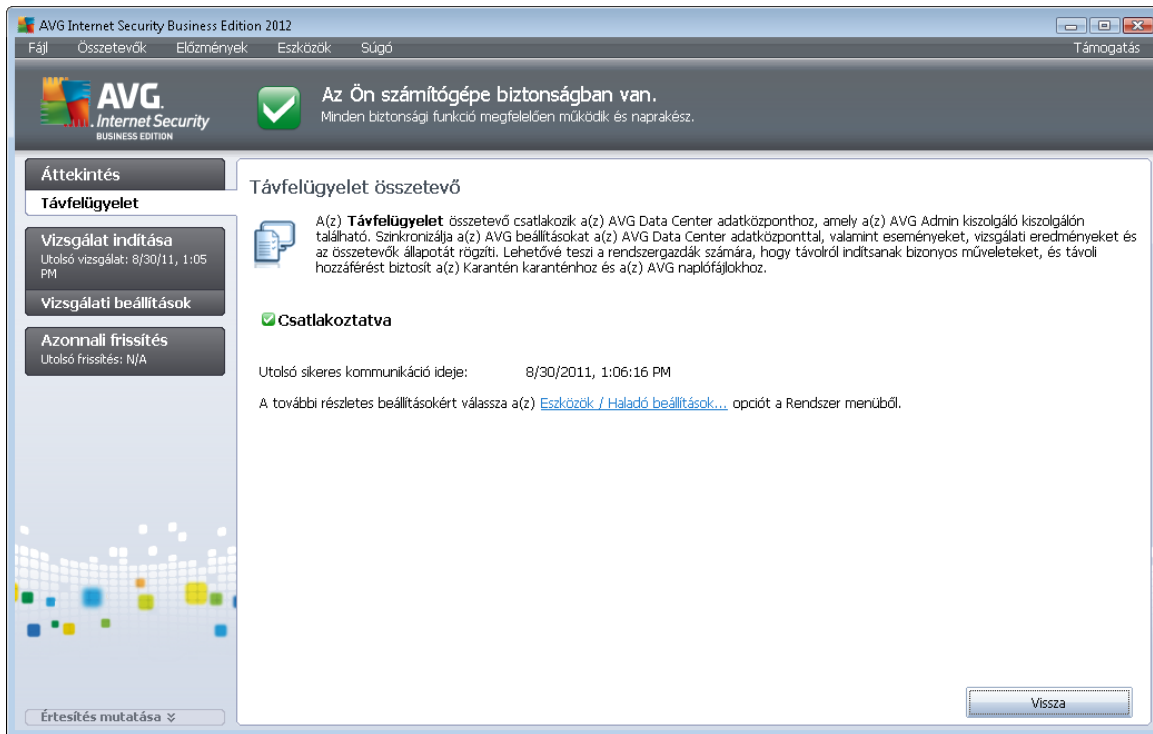 AVG Internet Security Business Edition 2012
Fájl Összetevők Előzmények Eszközök Súgó Támogatás
AVG.
Internet Security
BUSINESS EDITION
Az Ön számítógépe biztonságban van.
Minden biztonsági funkció megfelelően működik és naprakész.
Áttekintés
Távfelügyelet
Vizsgálat indítása
Utolsó vizsgálat: 8/30/11, 1:05
PM
Vizsgálati beállítások
Azonnali frissítés
Utolsó frissítés: N/A
Értesítés mutatása
Távfelügyelet összetevő
A(z) Távfelügyelet összetevő csatlakozik a(z) AVG Data Center adatközponthoz, amely a(z) AVG Admin kiszolgáló kiszolgálón
található. Szinkronizálja a(z) AVG beállításokat a(z) AVG Data Center adatközponttal, valamint eseményeket, vizsgálati eredményeket és
az összetevők állapotát rögzíti. Lehetővé teszi a rendszergazdák számára, hogy távolról indítsanak bizonyos műveleteket, és távoli
hozzáférést biztosít a(z) Karantén karanténhoz és a(z) AVG naplófájlokhoz.
Csatlakoztatva
Utolsó sikeres kommunikáció ideje: 8/30/2011, 1:06:16 PM
A további részletes beállításokért válassza a(z) Eszközök / Haladó beállítások... opciót a Rendszer menüből.
Vissza